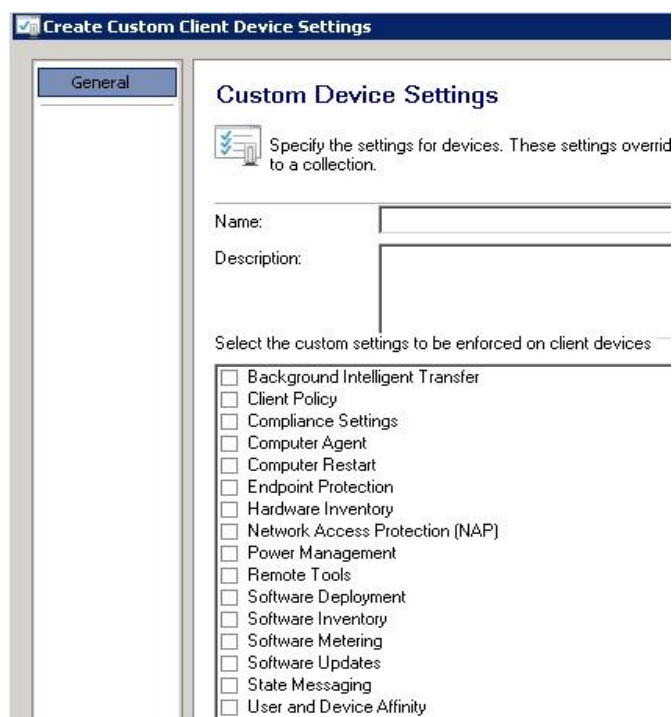 Create Custom Client Device Settings
General
Custom Device Settings
Specify the settings for devices. These settings overrid
to a collection.
Name:
Description:
Select the custom settings to be enforced on client devices
Background Intelligent Transfer
Client Policy
Compliance Settings
Computer Agent
Computer Restart
Endpoint Protection
Hardware Inventory
Network Access Protection (NAP)
Power Management
Remote Tools
Software Deployment
Software Inventory
Software Metering
Software Updates
State Messaging
User and Device Affinity